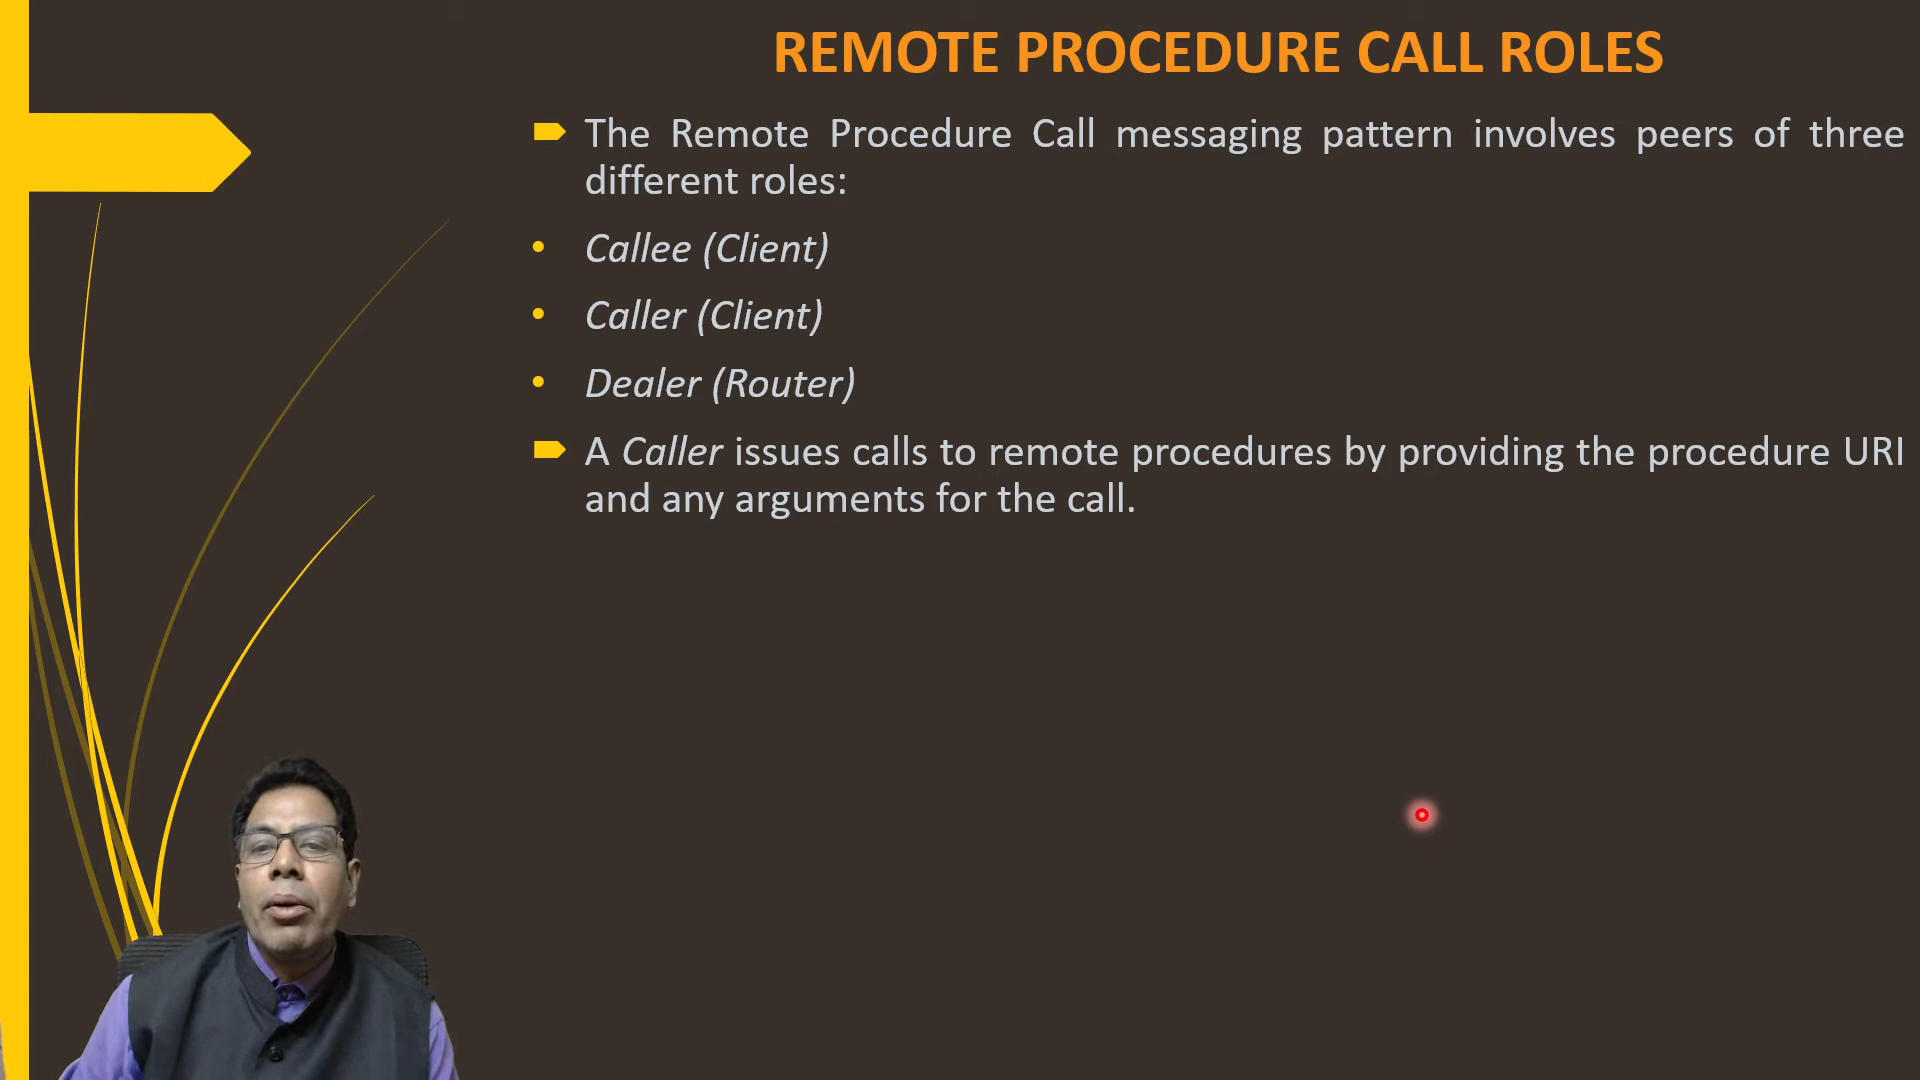 REMOTE PROCEDURE CALL ROLES
The Remote Procedure Call messaging pattern involves peers of three
different roles:
• Callee (Client)
• Caller (Client)
• Dealer (Router)
A Caller issues calls to remote procedures by providing the procedure URI
and any arguments for the call.